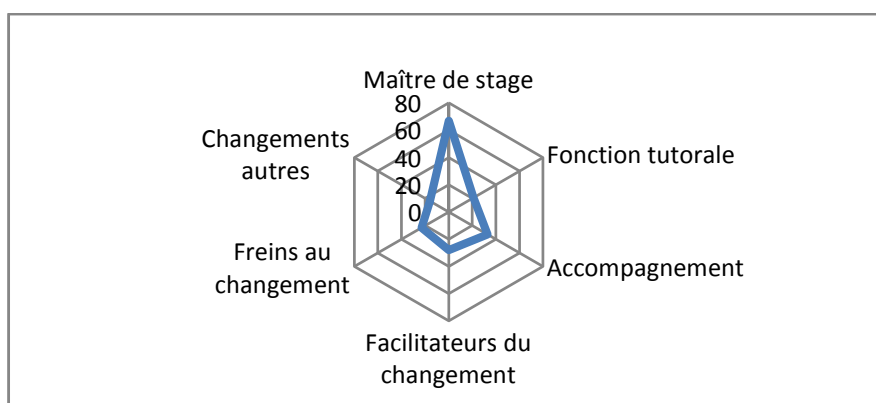 Maître de stage
80
60
40
20
0
Fonction tutorale
Accompagnement
Facilitateurs du
changement
Freins au
changement
Changements
autres